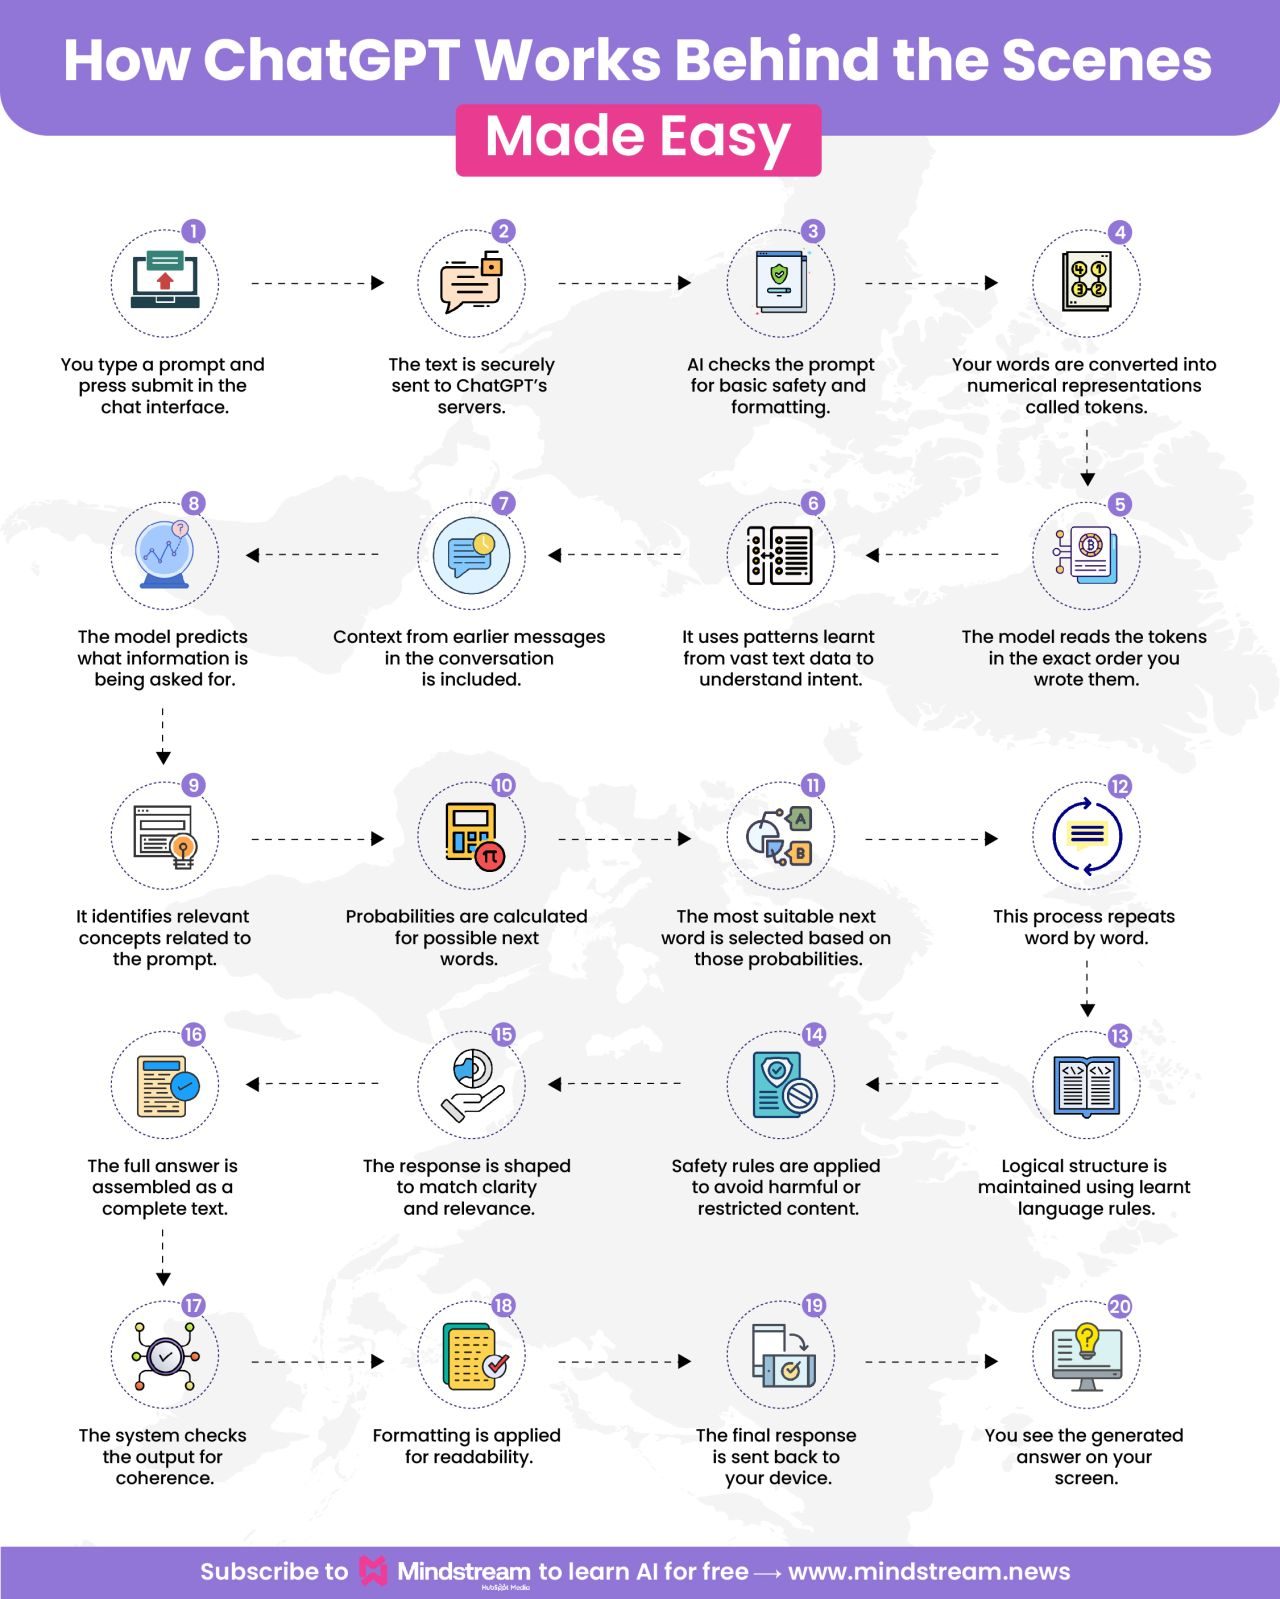 How ChatGPT Works Behind the Scenes
Made Easy
1
You type a prompt and
press submit in the
chat interface.
2
The text is securely
sent to ChatGPT's
servers.
3
AI checks the prompt
for basic safety and
formatting.
4
4 1
3 2
Your words are converted into
numerical representations
called tokens.
5
B
The model reads the tokens
in the exact order you
wrote them.
6
It uses patterns learnt
from vast text data to
understand intent.
7
Context from earlier messages
in the conversation
is included.
8
?
The model predicts
what information is
being asked for.
9
It identifies relevant
concepts related to
the prompt.
10
π
Probabilities are calculated
for possible next
words.
11
A
B
The most suitable next
word is selected based on
those probabilities.
12
This process repeats
word by word.
13
</> </>
Logical structure is
maintained using learnt
language rules.
14
Safety rules are applied
to avoid harmful or
restricted content.
15
The response is shaped
to match clarity
and relevance.
16
The full answer is
assembled as a
complete text.
17
The system checks
the output for
coherence.
18
Formatting is applied
for readability.
19
The final response
is sent back to
your device.
20
?
You see the generated
answer on your
screen.
Subscribe to Mindstream to learn AI for free → www.mindstream.news
HubSpot Media